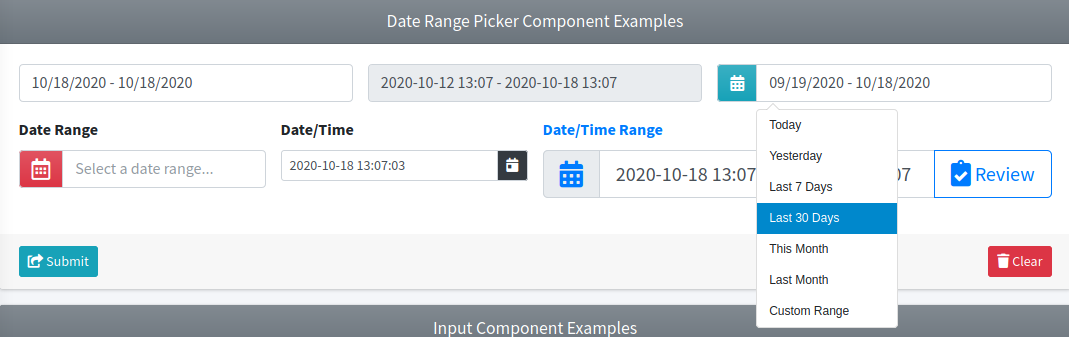 Date Range Picker Component Examples
10/18/2020 - 10/18/2020
2020-10-12 13:07 - 2020-10-18 13:07
09/19/2020 - 10/18/2020
Date Range
Date/Time
Date/Time Range
Select a date range...
2020-10-18 13:07:03
2020-10-18 13:07
07
Review
Today
Yesterday
Last 7 Days
Last 30 Days
This Month
Last Month
Custom Range
Submit
Clear
Input Component Examples